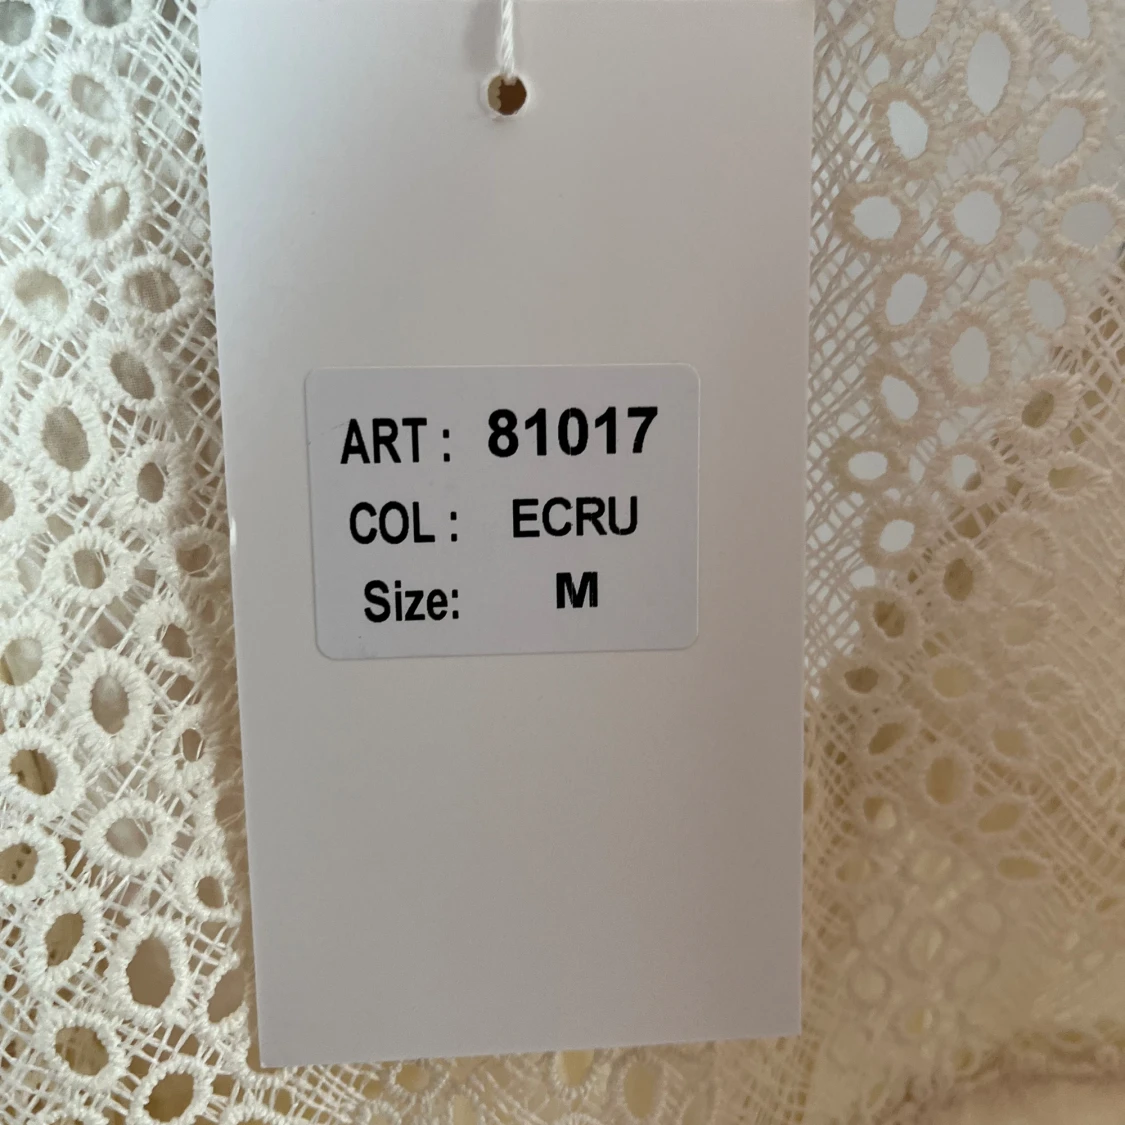 ART : 81017
COL : ECRU
Size: M